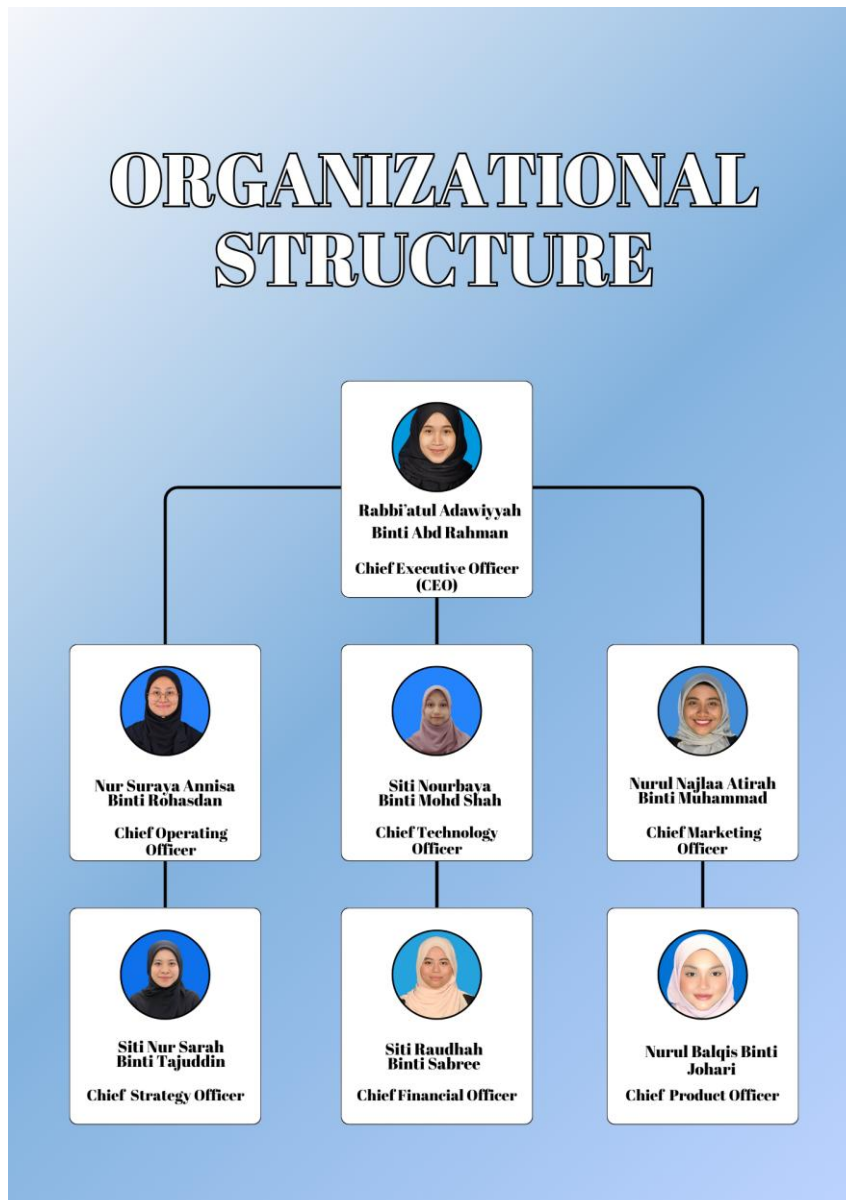 ORGANIZATIONAL
STRUCTURE
Rabbi'atul Adawiyyah
Binti Abd Rahman
Chief Executive Officer
(CEO)
Nur Suraya Annisa
Binti Rohasdan
Chief Operating
Officer
Siti Nourbaya
Binti Mohd Shah
Chief Technology
Officer
Nurul Najlaa Atirah
Binti Muhammad
Chief Marketing
Officer
Siti Nur Sarah
Binti Tajuddin
Chief Strategy Officer
Siti Raudhah
Binti Sabree
Chief Financial Officer
Nurul Balqis Binti
Johari
Chief Product Officer